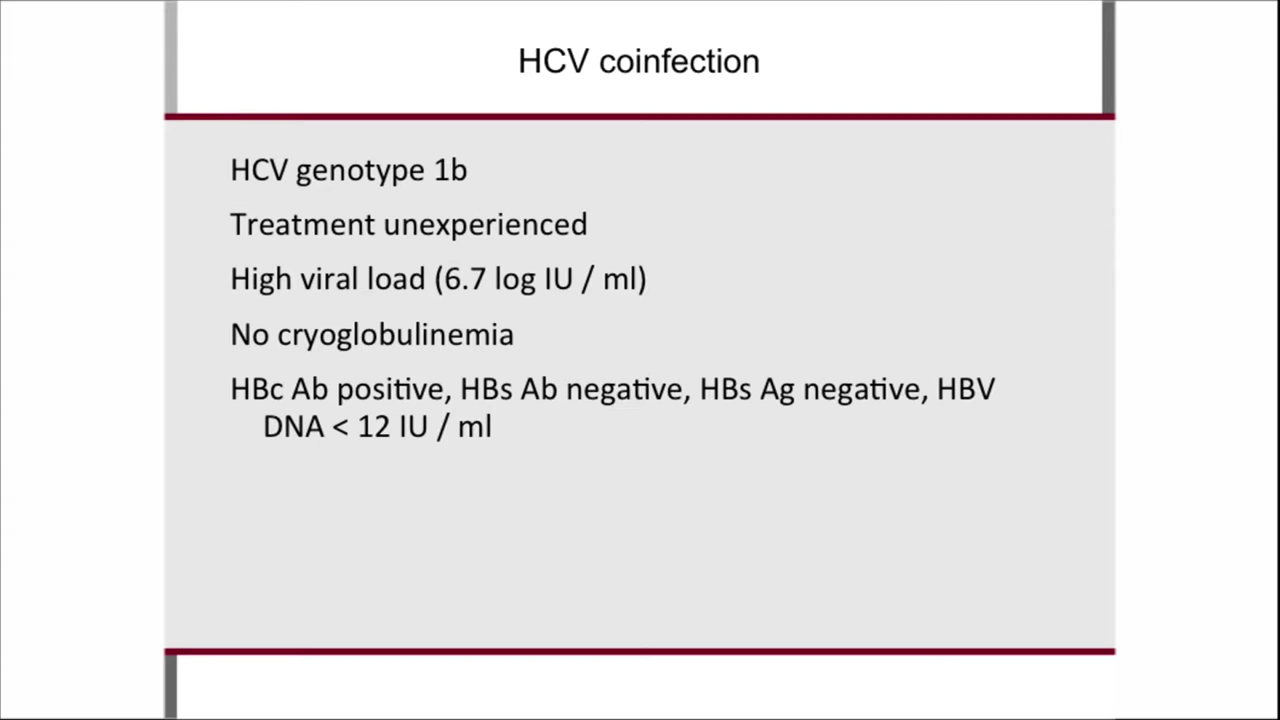 HCV coinfection
HCV genotype 1b
Treatment unexperienced
High viral load (6.7 log IU / ml)
No cryoglobulinemia
HBc Ab positive, HBs Ab negative, HBs Ag negative, HBV
DNA < 12 IU / ml